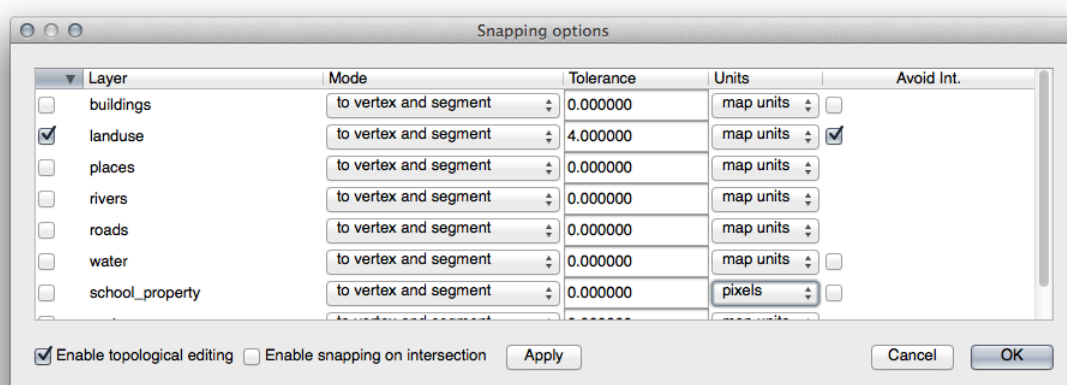 Snapping options
Layer Mode Tolerance Units Avoid Int.
buildings to vertex and segment 0.000000 map units
landuse to vertex and segment 4.000000 map units
places to vertex and segment 0.000000 map units
rivers to vertex and segment 0.000000 map units
roads to vertex and segment 0.000000 map units
water to vertex and segment 0.000000 map units
school_property to vertex and segment 0.000000 pixels
Enable topological editing Enable snapping on intersection Apply Cancel OK